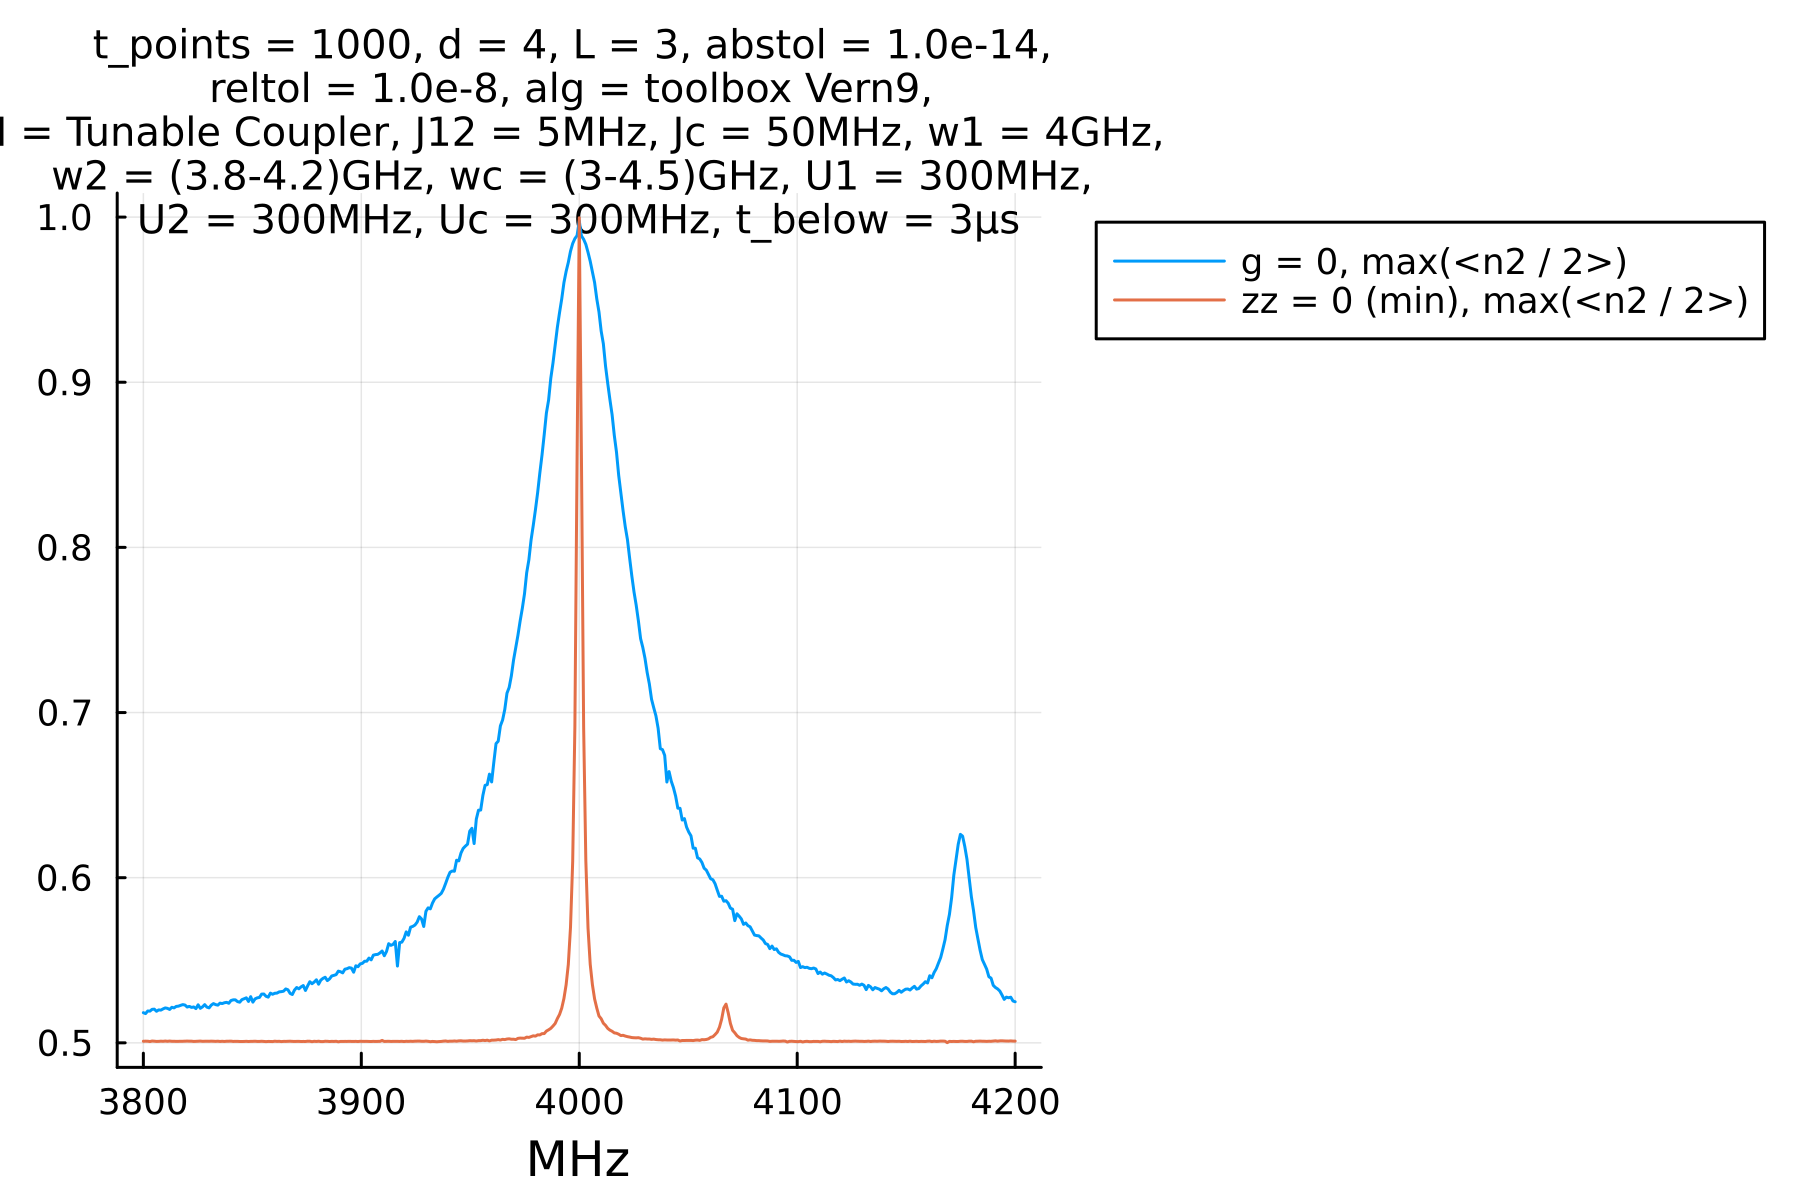 t_points = 1000, d = 4, L = 3, abstol = 1.0e-14,
reltol = 1.0e-8, alg = toolbox Vern9,
= Tunable Coupler, J12 = 5MHz, Jc = 50MHz, w1 = 4GHz,
w2 = (3.8-4.2)GHz, wc = (3-4.5)GHz, U1 = 300MHz,
U2 = 300MHz, Uc = 300MHz, t_below = 3μs
1.0
0.9
0.8
0.7
0.6
0.5
3800 3900 4000 4100 4200
MHz
g = 0, max(<n2 / 2>)
zz = 0 (min), max(<n2 / 2>)